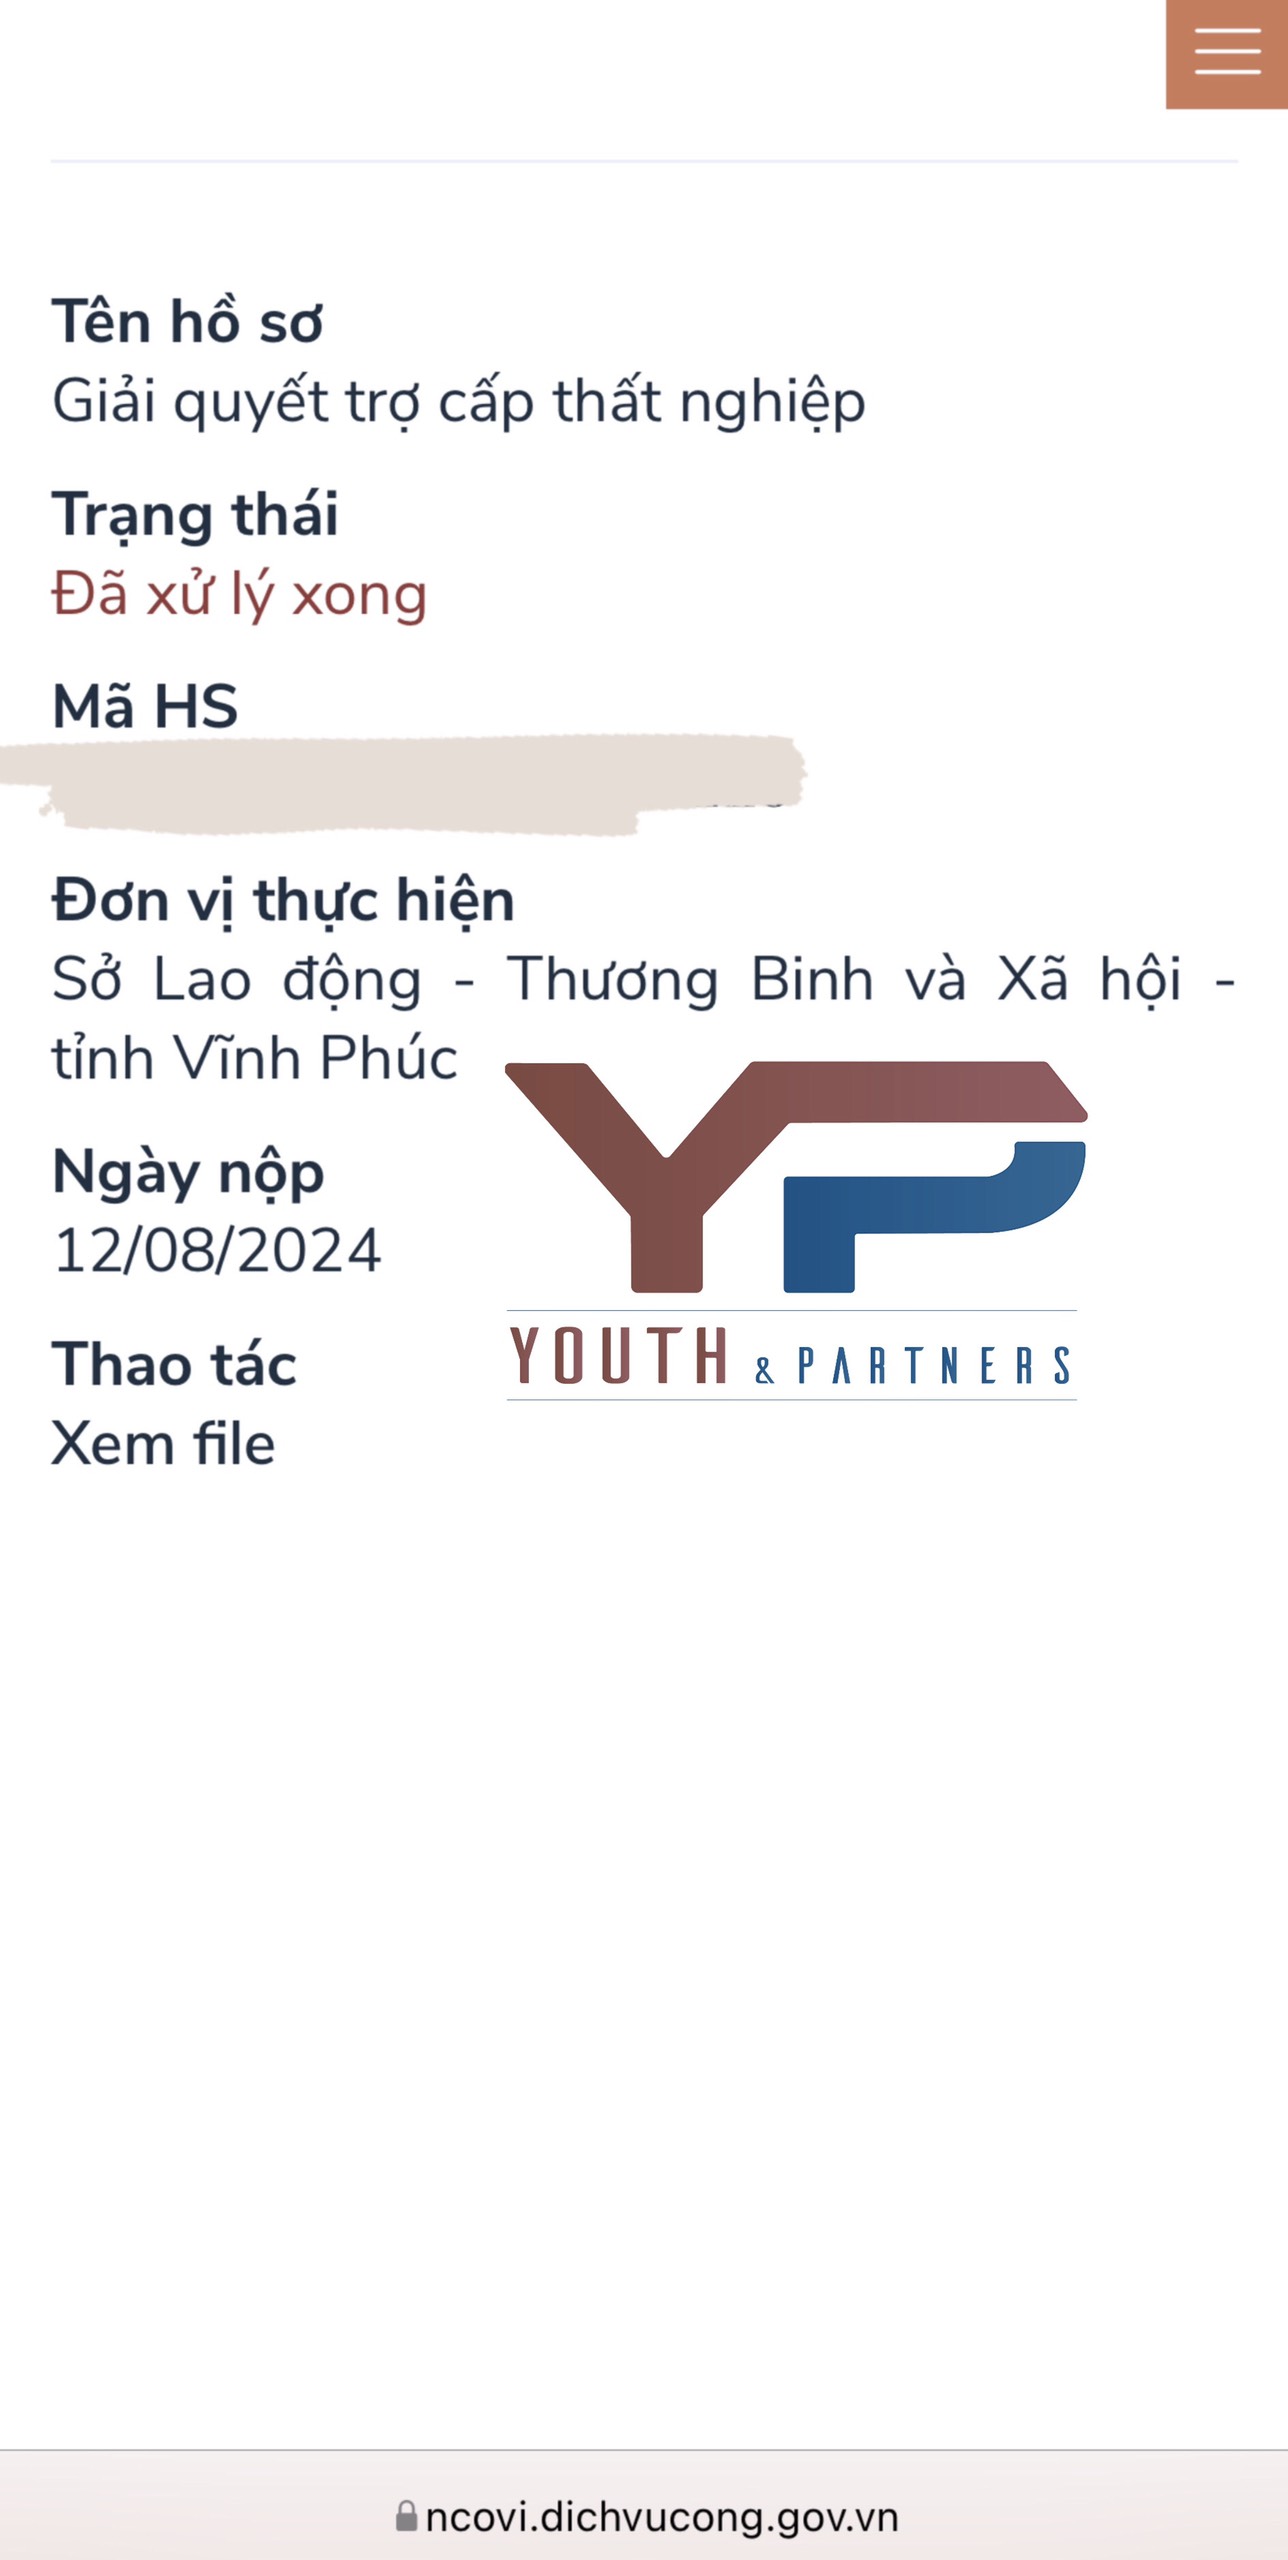 Tên hồ sơ
Giải quyết trợ cấp thất nghiệp
Trạng thái
Đã xử lý xong
Mã HS
Đơn vị thực hiện
Sở Lao động - Thương Binh và Xã hội -
tỉnh Vĩnh Phúc
YP
Ngày nộp
12/08/2024
YOUTH & PARTNERS
Thao tác
Xem file
ncovi.dichvucong.gov.vn